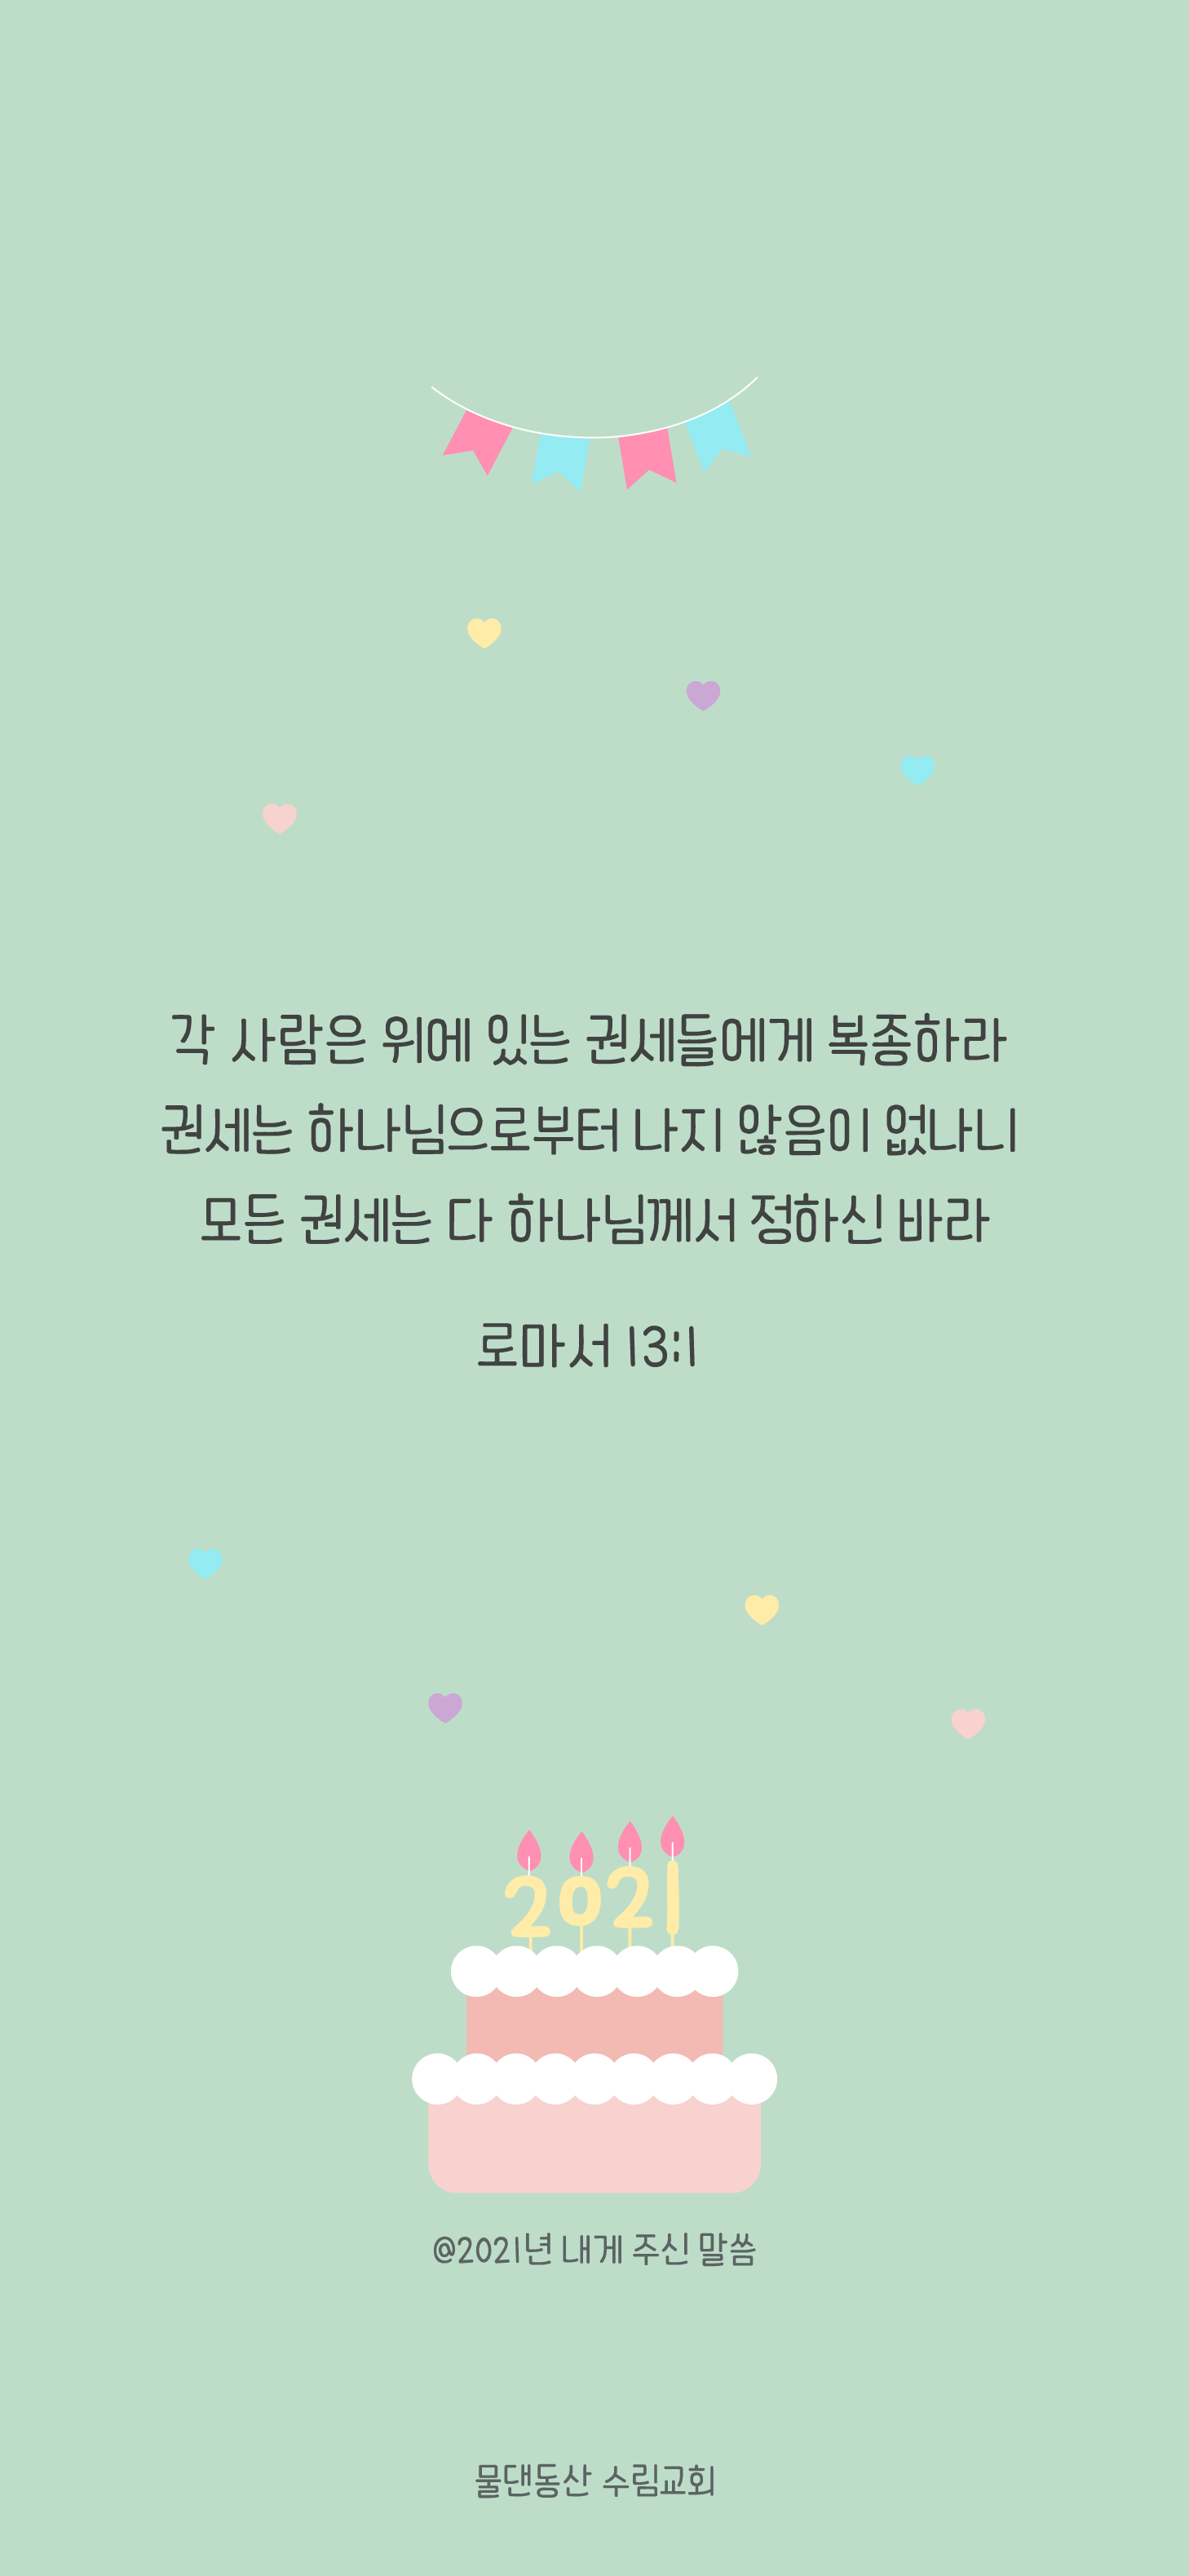 각 사람은 위에 있는 권세들에게 복종하라
권세는 하나님으로부터 나지 않음이 없나니
모든 권세는 다 하나님께서 정하신 바라
로마서 13:1
2021
@2021년 내게 주신 말씀
물댄동산 수림교회